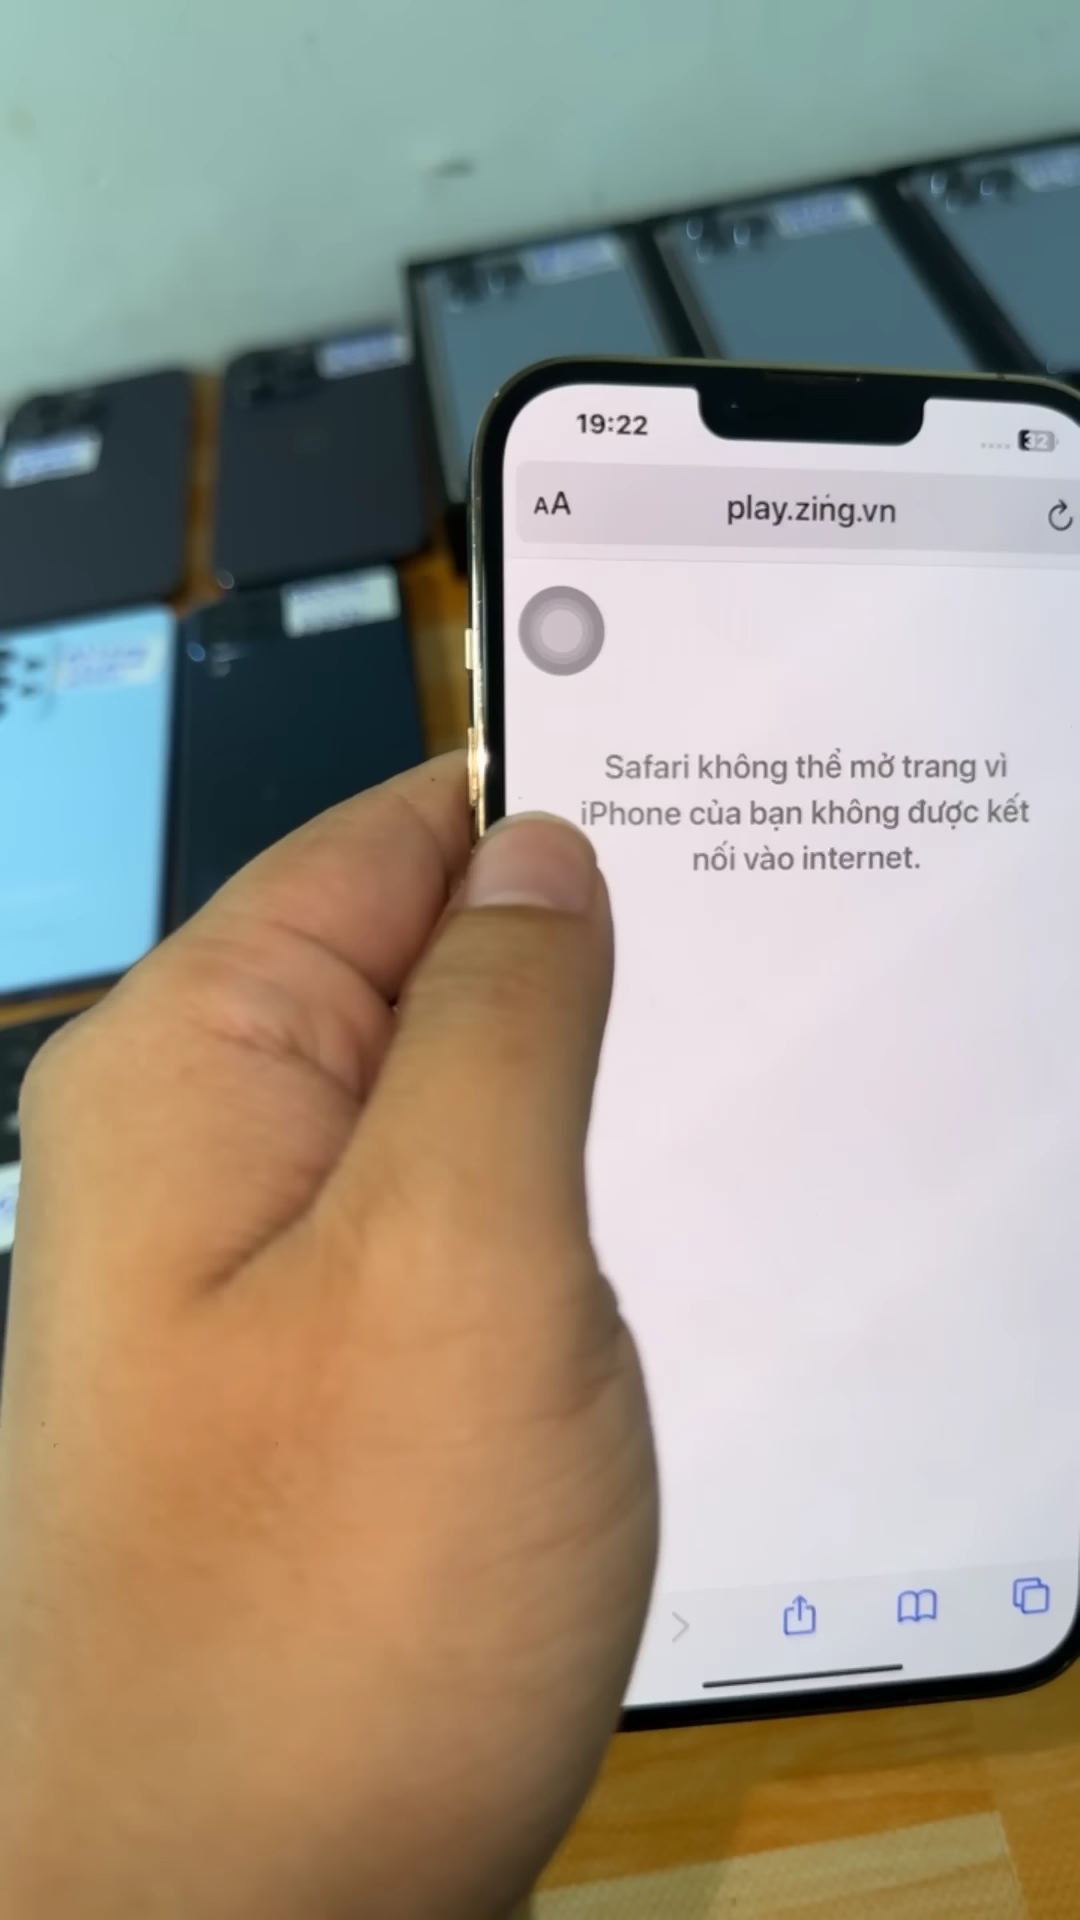 19:22
32
AA
play.zing.vn
Safari không thể mở trang vì
iPhone của bạn không được kết
nối vào internet.